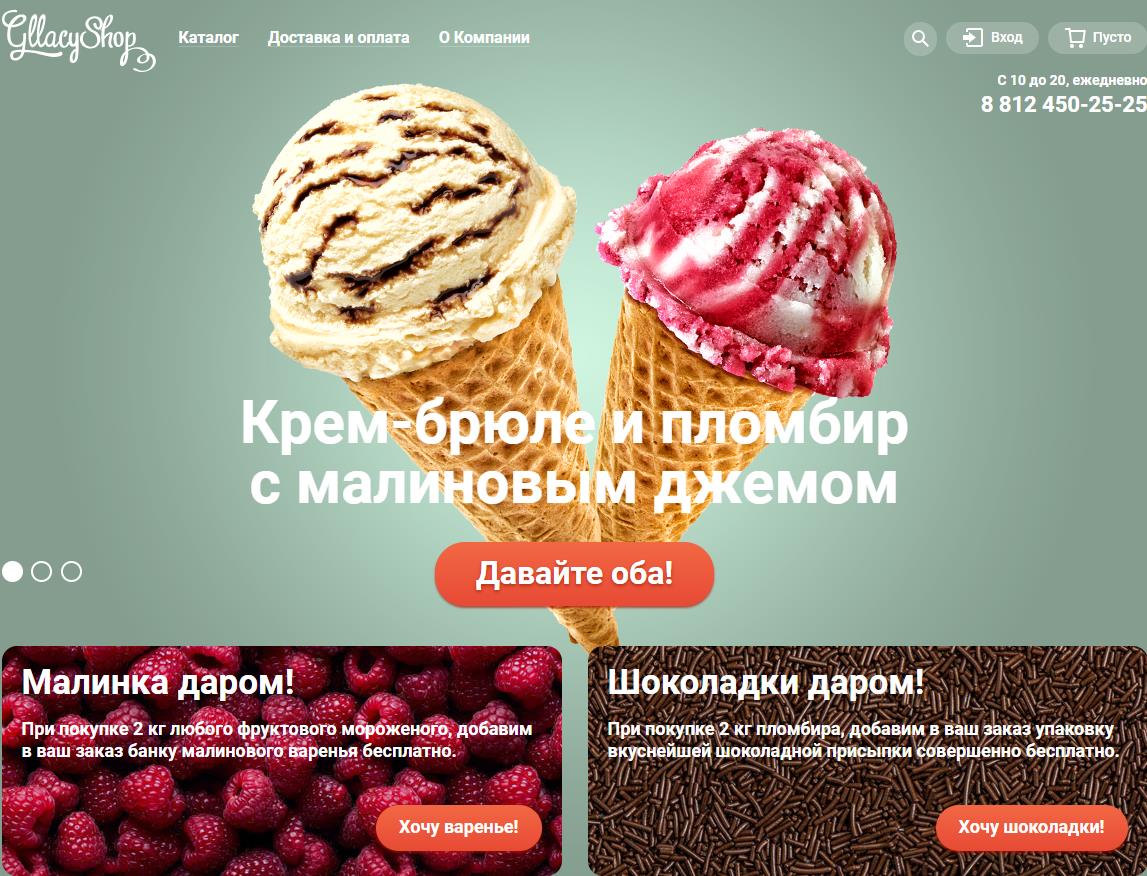 GllacyShop
Каталог
Доставка и оплата
О Компании
Вход
Пусто
С 10 до 20, ежедневно
8 812 450-25-25
Крем-брюле и пломбир
с малиновым джемом
Давайте оба!
Малинка даром!
При покупке 2 кг любого фруктового мороженого, добавим
в ваш заказ банку малинового варенья бесплатно.
Хочу варенье!
Шоколадки даром!
При покупке 2 кг пломбира, добавим в ваш заказ упаковку
вкуснейшей шоколадной присыпки совершенно бесплатно.
Хочу шоколадки!